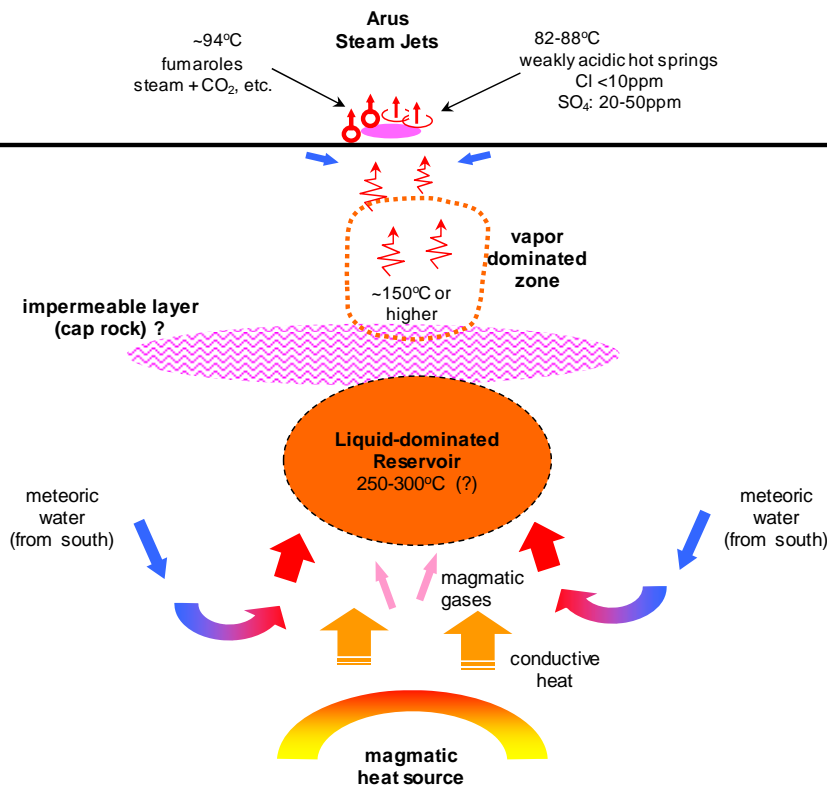 Arus
Steam Jets
~94ºC
fumaroles
steam + CO₂, etc.
82-88ºC
weakly acidic hot springs
Cl <10ppm
SO₄: 20-50ppm
vapor
dominated
zone
~150ºC or
higher
impermeable layer
(cap rock) ?
Liquid-dominated
Reservoir
250-300ºC (?)
meteoric
water
(from south)
meteoric
water
(from south)
magmatic
gases
conductive
heat
magmatic
heat source